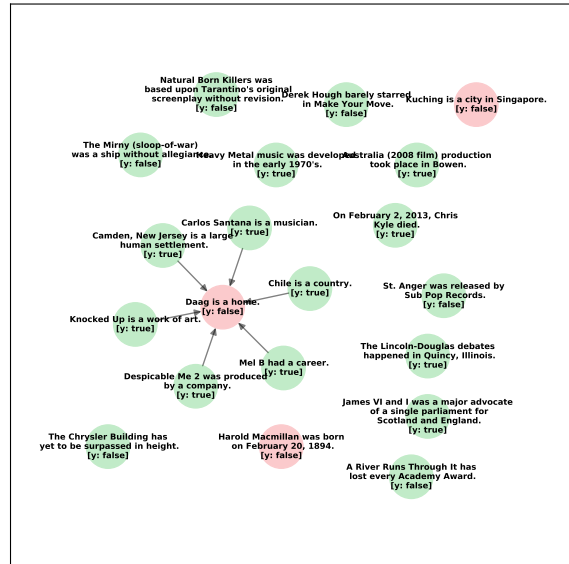 Natural Born Killers was
based upon Tarantino's original
screenplay without revision.
[y: false]
Derek Hough barely starred
in Make Your Move.
[y: true]
Kuching is a city in Singapore.
[y: false]
The Mirny (sloop-of-war)
was a ship without allegiance.
[y: false]
Heavy Metal music was developed
in the early 1970's.
[y: true]
Australia (2008 film) production
took place in Bowen.
[y: true]
On February 2, 2013, Chris
Kyle died.
[y: true]
Carlos Santana is a musician.
[y: true]
Camden, New Jersey is a large
human settlement.
[y: true]
Chile is a country.
[y: true]
Daag is a home.
[y: false]
St. Anger was released by
Sub Pop Records.
[y: false]
Knocked Up is a work of art.
[y: true]
The Lincoln-Douglas debates
happened in Quincy, Illinois.
[y: true]
Mel B had a career.
[y: true]
Despicable Me 2 was produced
by a company.
[y: true]
James VI and I was a major advocate
of a single parliament for
Scotland and England.
[y: true]
The Chrysler Building has
yet to be surpassed in height.
[y: false]
Harold Macmillan was born
on February 20, 1894.
[y: false]
A River Runs Through It has
lost every Academy Award.
[y: false]